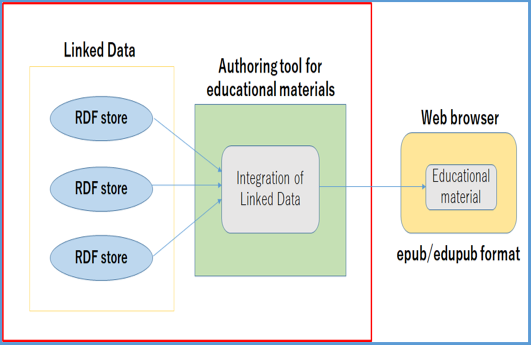 Linked Data
RDF store
RDF store
RDF store
Authoring tool for
educational materials
Integration of
Linked Data
Web browser
Educational
material
epub/edupub format